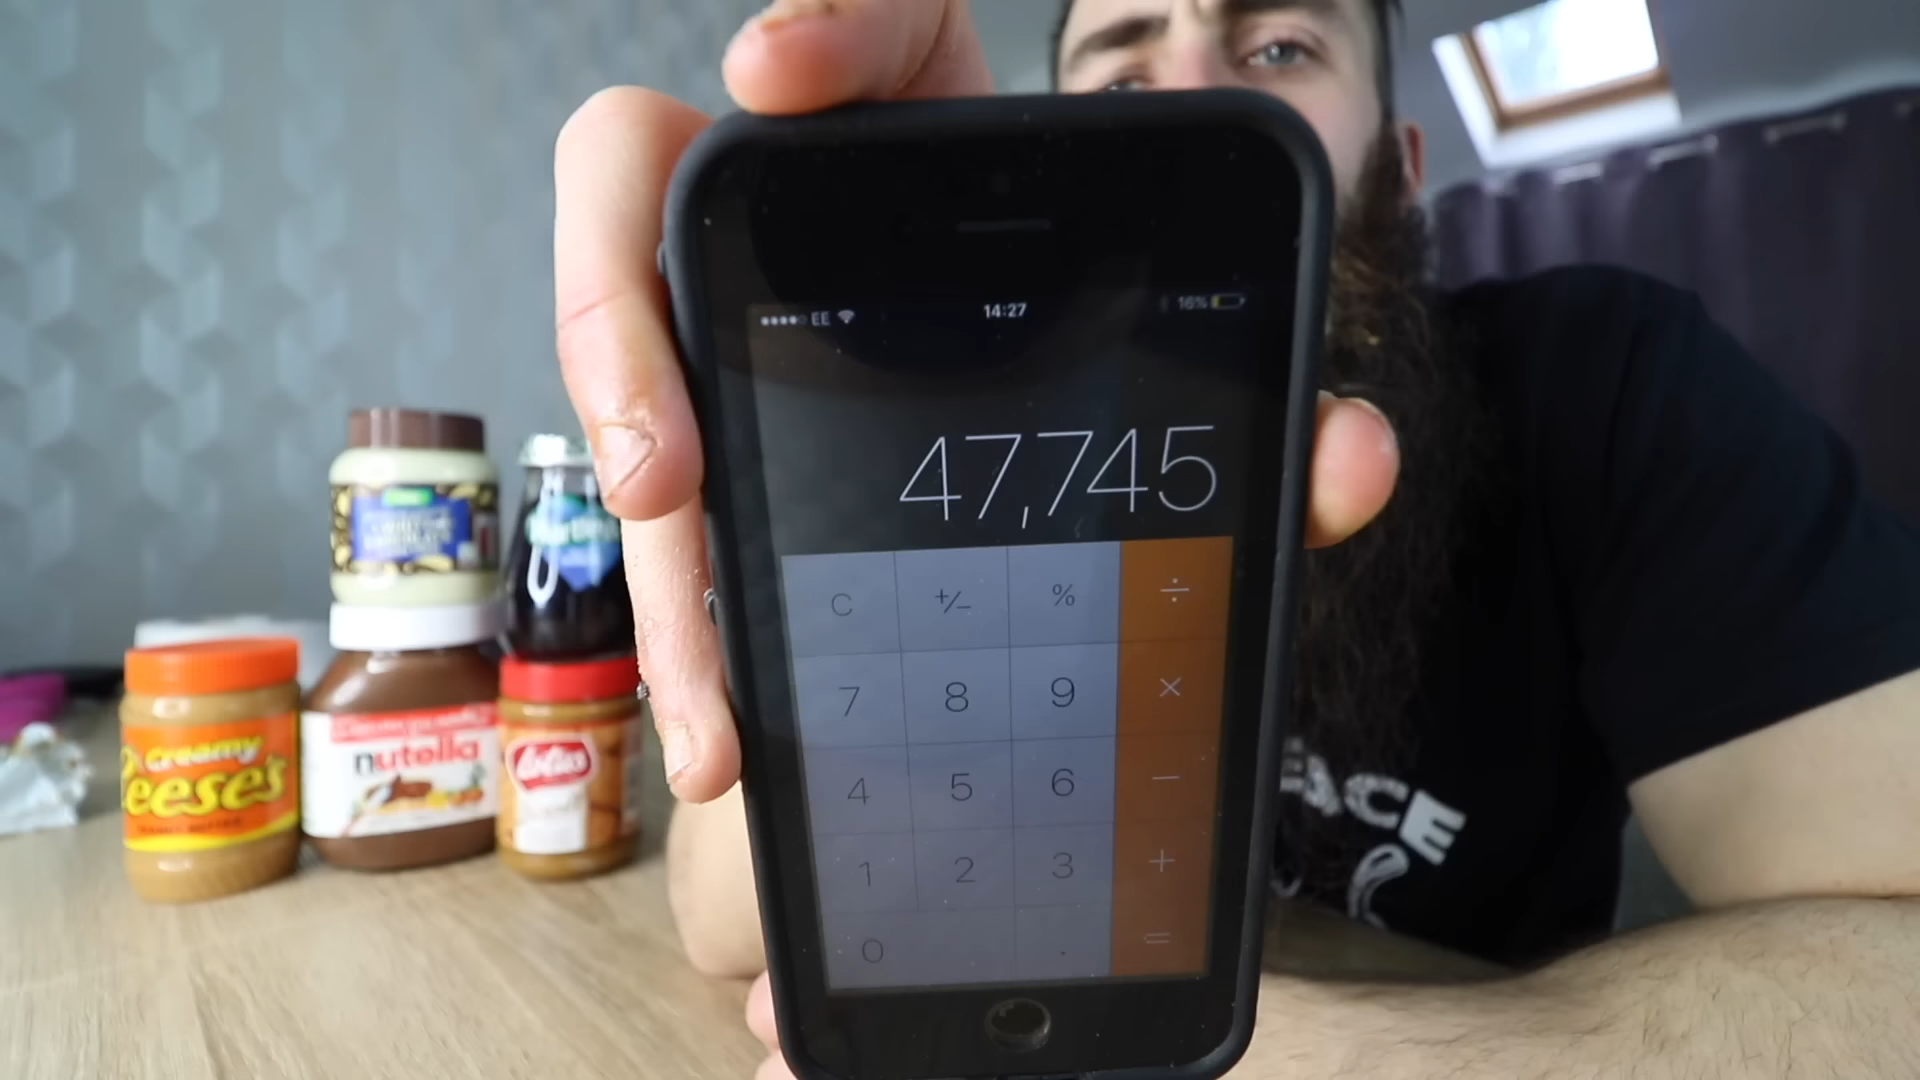 EE 14:27 16%
47,745
C +/− % ÷
7 8 9 ×
4 5 6 −
1 2 3 +
0 . =
Creamy
Reese's
nutella
lotus